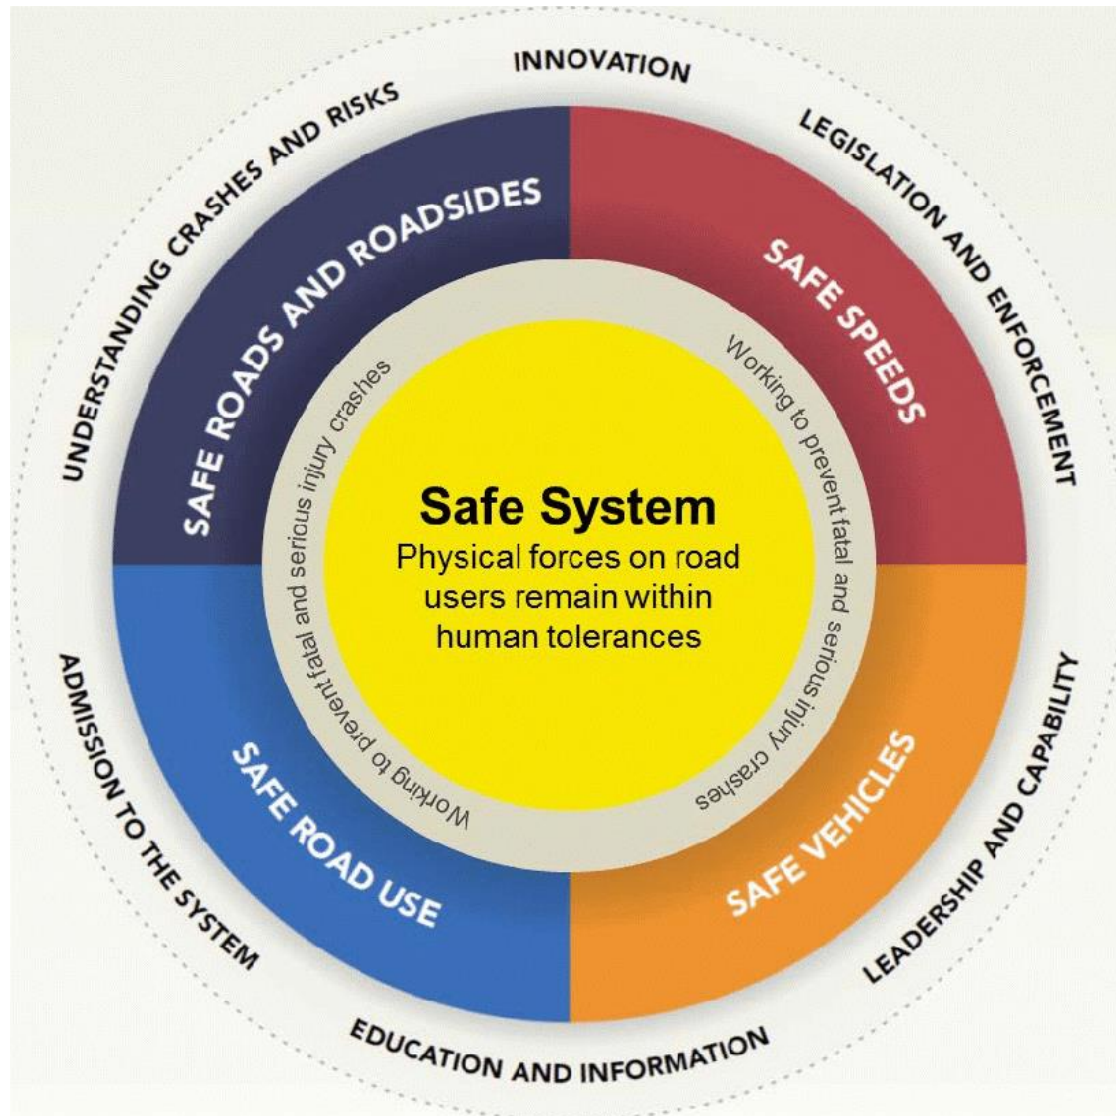 INNOVATION
UNDERSTANDING CRASHES AND RISKS
LEGISLATION AND ENFORCEMENT
SAFE ROADS AND ROADSIDES
SAFE SPEEDS
Working to prevent fatal and serious injury crashes
Working to prevent fatal and serious injury crashes
Safe System
Physical forces on road
users remain within
human tolerances
SAFE ROAD USE
SAFE VEHICLES
ADMISSION TO THE SYSTEM
LEADERSHIP AND CAPABILITY
EDUCATION AND INFORMATION